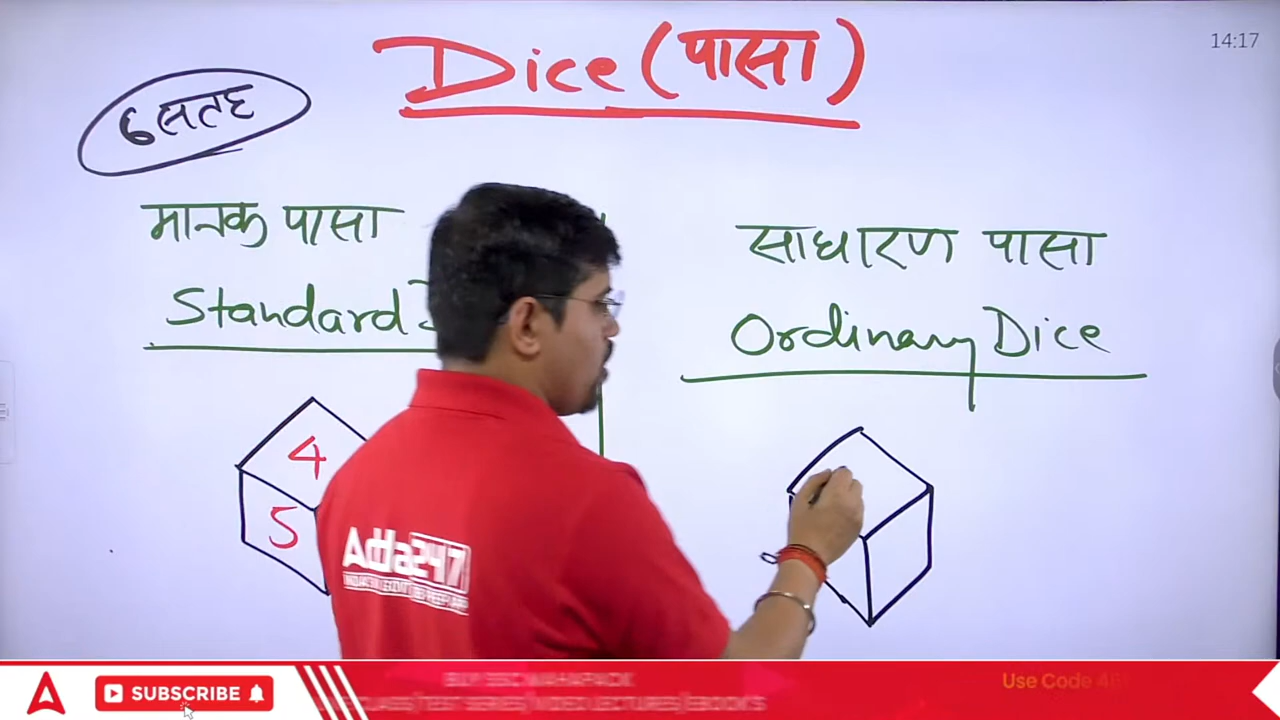 Dice (पासा)
14:17
6 सतह
मानक पासा
Standard
साधारण पासा
Ordinary Dice
4
5
Adda247
SUBSCRIBE
Use Code